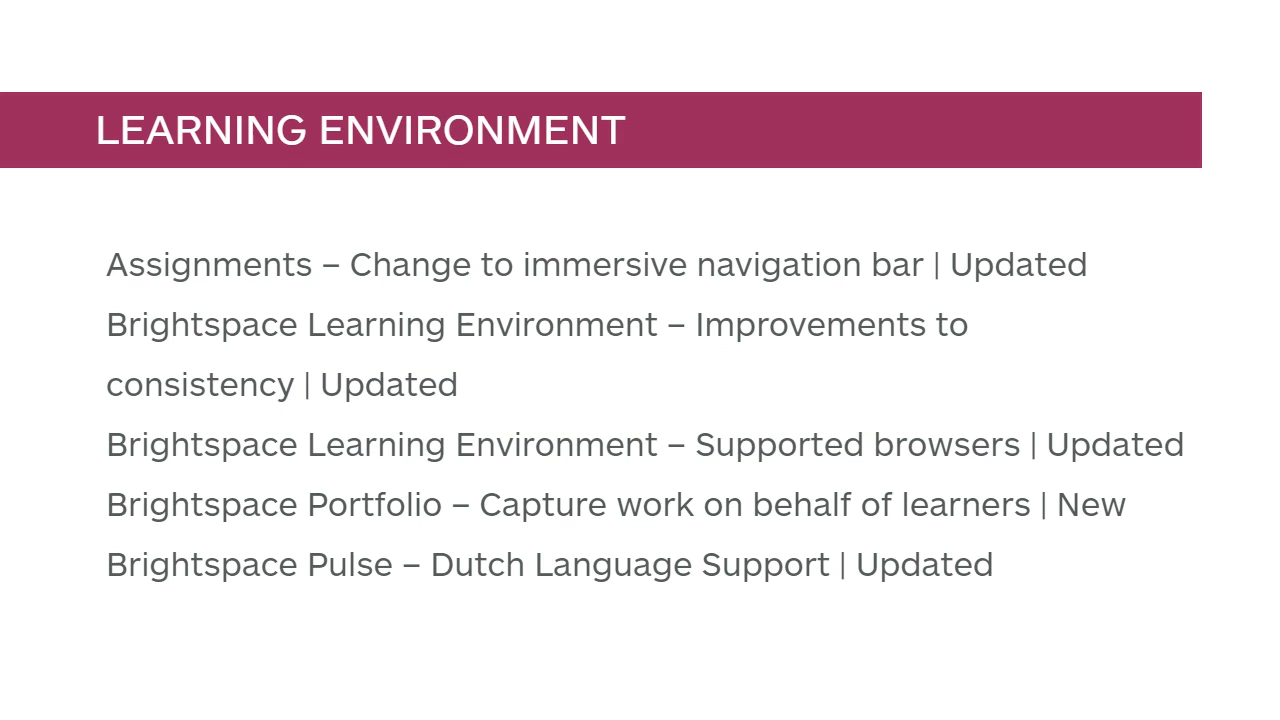 LEARNING ENVIRONMENT
Assignments – Change to immersive navigation bar | Updated
Brightspace Learning Environment – Improvements to
consistency | Updated
Brightspace Learning Environment – Supported browsers | Updated
Brightspace Portfolio – Capture work on behalf of learners | New
Brightspace Pulse – Dutch Language Support | Updated